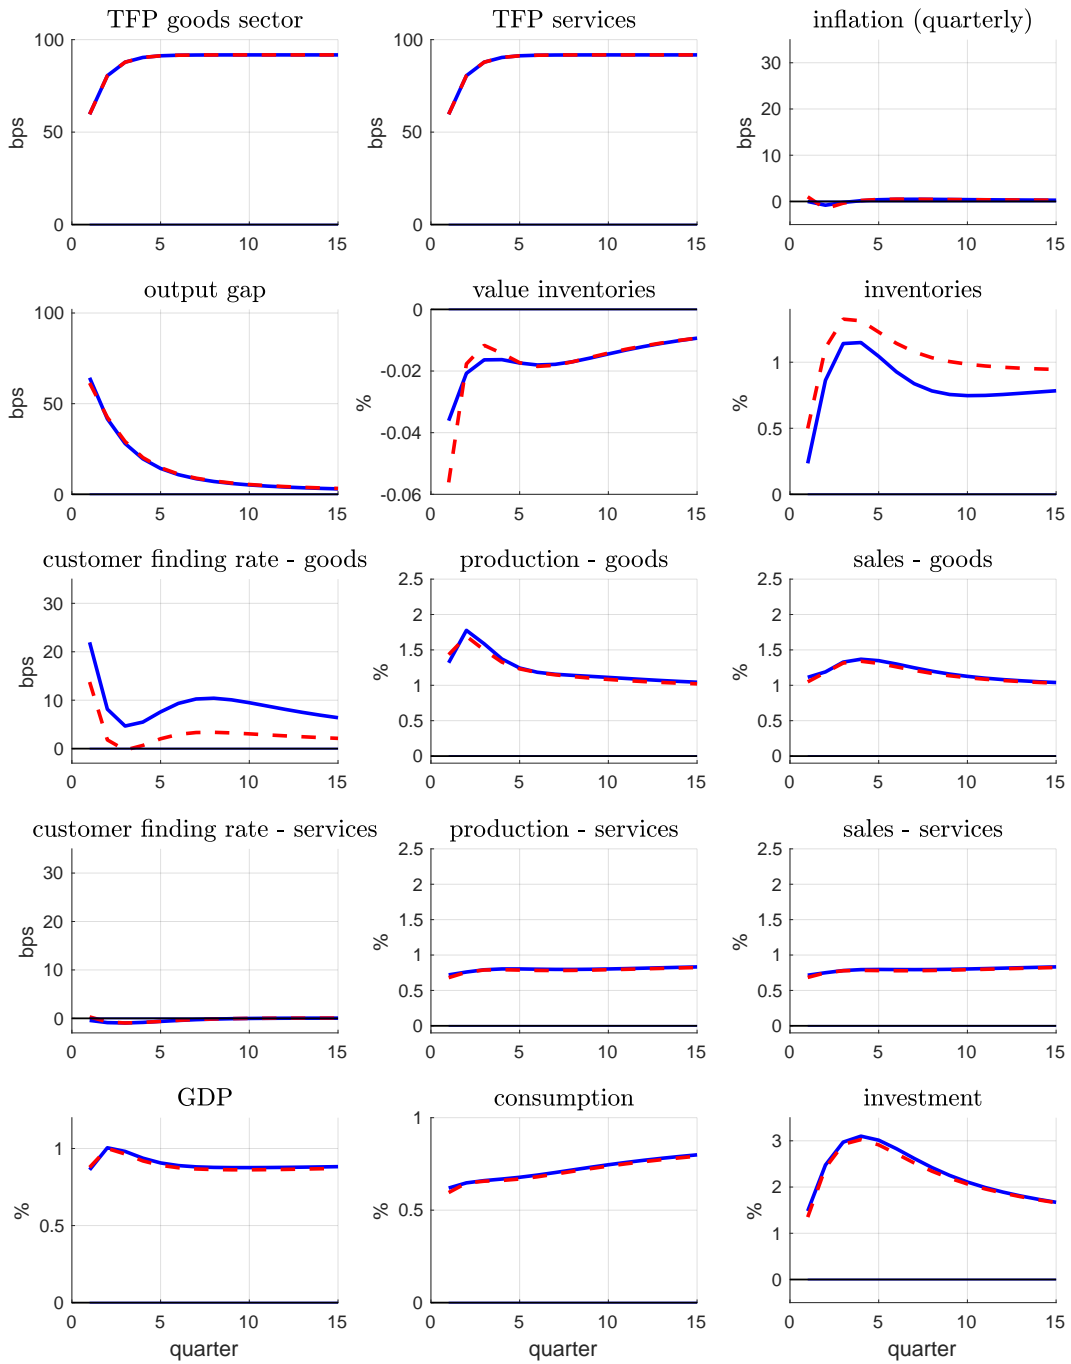 TFP goods sector TFP services inflation (quarterly)
100 100 30
50 50 20
10
0 0 0
bps bps bps
0 5 10 15 0 5 10 15 0 5 10 15
output gap value inventories inventories
100 0 1
50 -0.02 0.5
-0.04
0 -0.06 0
bps % %
0 5 10 15 0 5 10 15 0 5 10 15
customer finding rate - goods production - goods sales - goods
30 2.5 2.5
20 2 2
1.5 1.5
10 1 1
0.5 0.5
0 0 0
bps % %
0 5 10 15 0 5 10 15 0 5 10 15
customer finding rate - services production - services sales - services
30 2.5 2.5
20 2 2
1.5 1.5
10 1 1
0.5 0.5
0 0 0
bps % %
0 5 10 15 0 5 10 15 0 5 10 15
GDP consumption investment
1 1 3
0.5 0.5 2
1
0 0 0
% % %
0 5 10 15 0 5 10 15 0 5 10 15
quarter quarter quarter